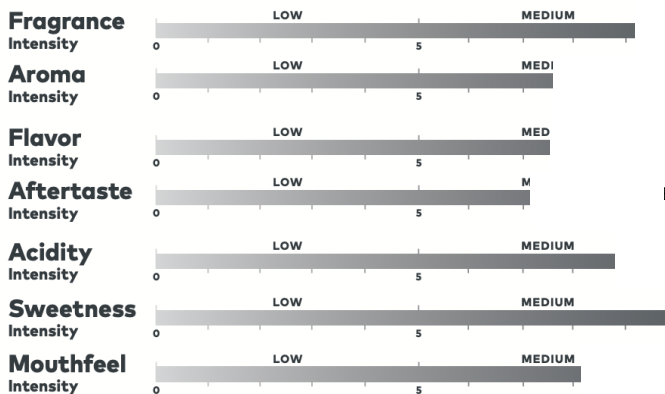 Fragrance LOW MEDIUM
Intensity 0 5
Aroma LOW MEDI
Intensity 0 5
Flavor LOW MED
Intensity 0 5
Aftertaste LOW M
Intensity 0 5
Acidity LOW MEDIUM
Intensity 0 5
Sweetness LOW MEDIUM
Intensity 0 5
Mouthfeel LOW MEDIUM
Intensity 0 5